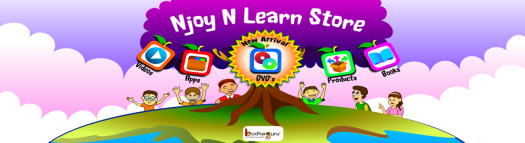 Njoy N Learn Store
New Arrival
Videos
Apps
DVD's
Products
Books
bodhaguru